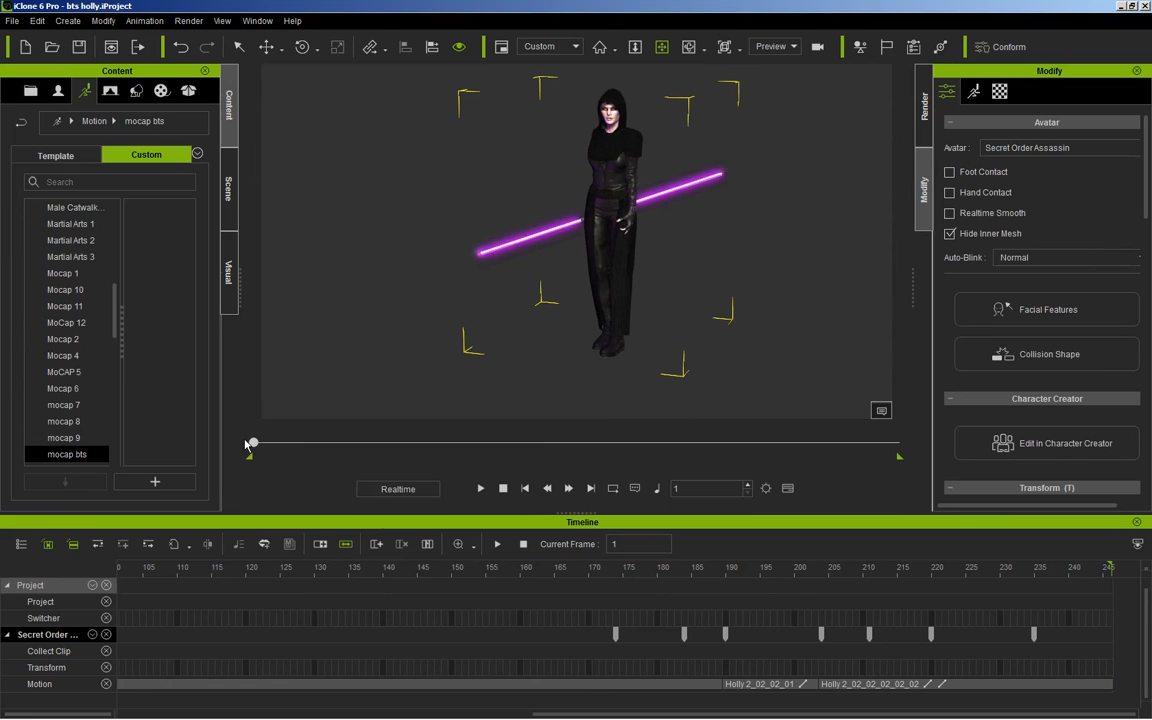 iClone 6 Pro - bts holly.iProject
File Edit Create Modify Animation Render View Window Help
Custom Preview Conform
Content
Motion mocap bts
Template Custom
Search
Male Catwalk...
Martial Arts 1
Martial Arts 2
Martial Arts 3
Mocap 1
Mocap 10
Mocap 11
MoCap 12
Mocap 2
Mocap 4
MoCAP 5
Mocap 6
mocap 7
mocap 8
mocap 9
mocap bts
Content
Scene
Visual
Render
Modify
Modify
Avatar
Avatar: Secret Order Assassin
Foot Contact
Hand Contact
Realtime Smooth
Hide Inner Mesh
Auto-Blink: Normal
Facial Features
Collision Shape
Character Creator
Edit in Character Creator
Transform (T)
Realtime 1
Timeline
Current Frame : 1
0 105 110 115 120 125 130 135 140 145 150 155 160 165 170 175 180 185 190 195 200 205 210 215 220 225 230 235 240
Project
Project
Switcher
Secret Order ...
Collect Clip
Transform
Motion Holly 2_02_02_01 Holly 2_02_02_02_02_02